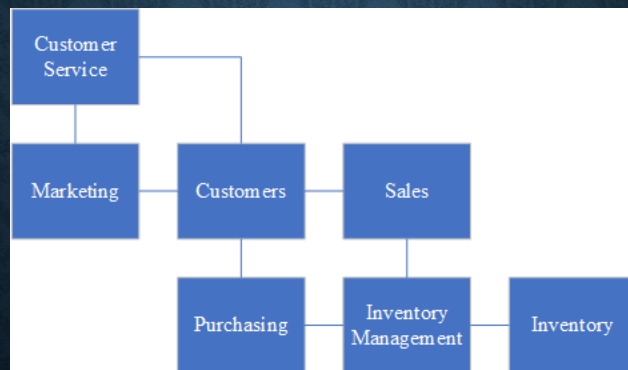 Customer
Service
Marketing
Customers
Sales
Purchasing
Inventory
Management
Inventory